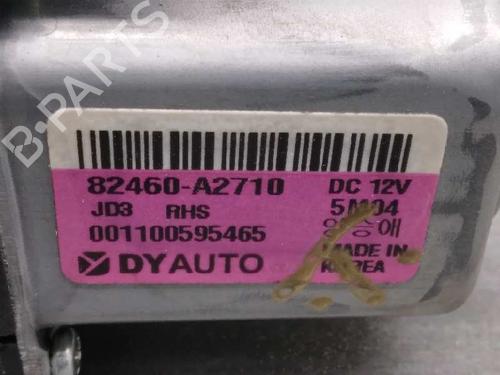 B-PARTS
82460-A2710 DC 12V
JD3 RHS 5M04
001100595465
DYAUTO MADE IN
KOREA